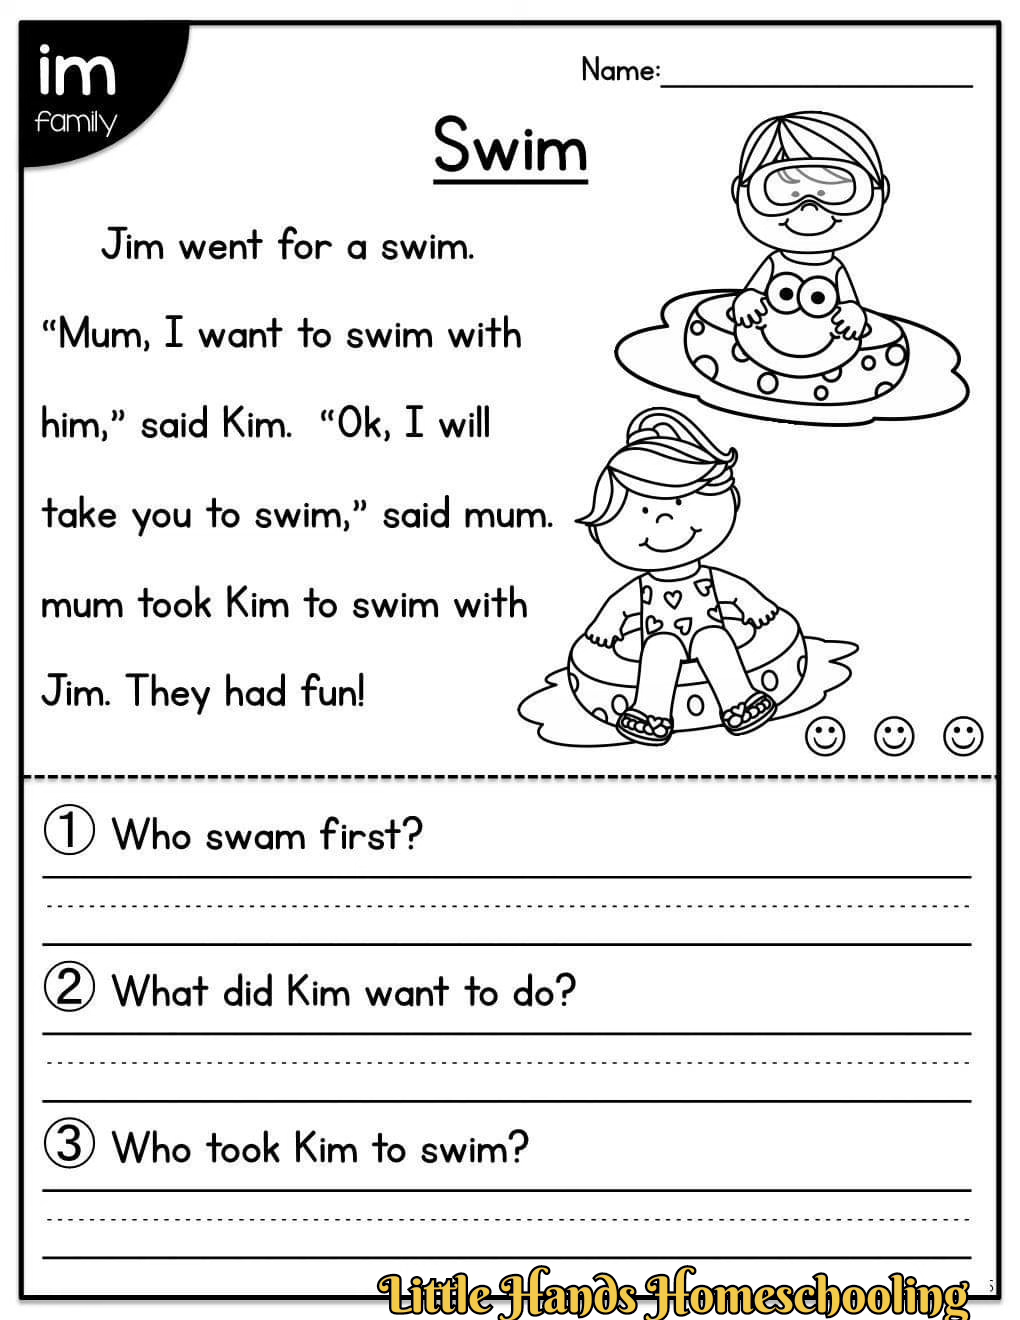 im
family
Name:
Swim
Jim went for a swim.
“Mum, I want to swim with
him,” said Kim. “Ok, I will
take you to swim,” said mum.
mum took Kim to swim with
Jim. They had fun!
1 Who swam first?
2 What did Kim want to do?
3 Who took Kim to swim?
5
Little Hands Homeschooling